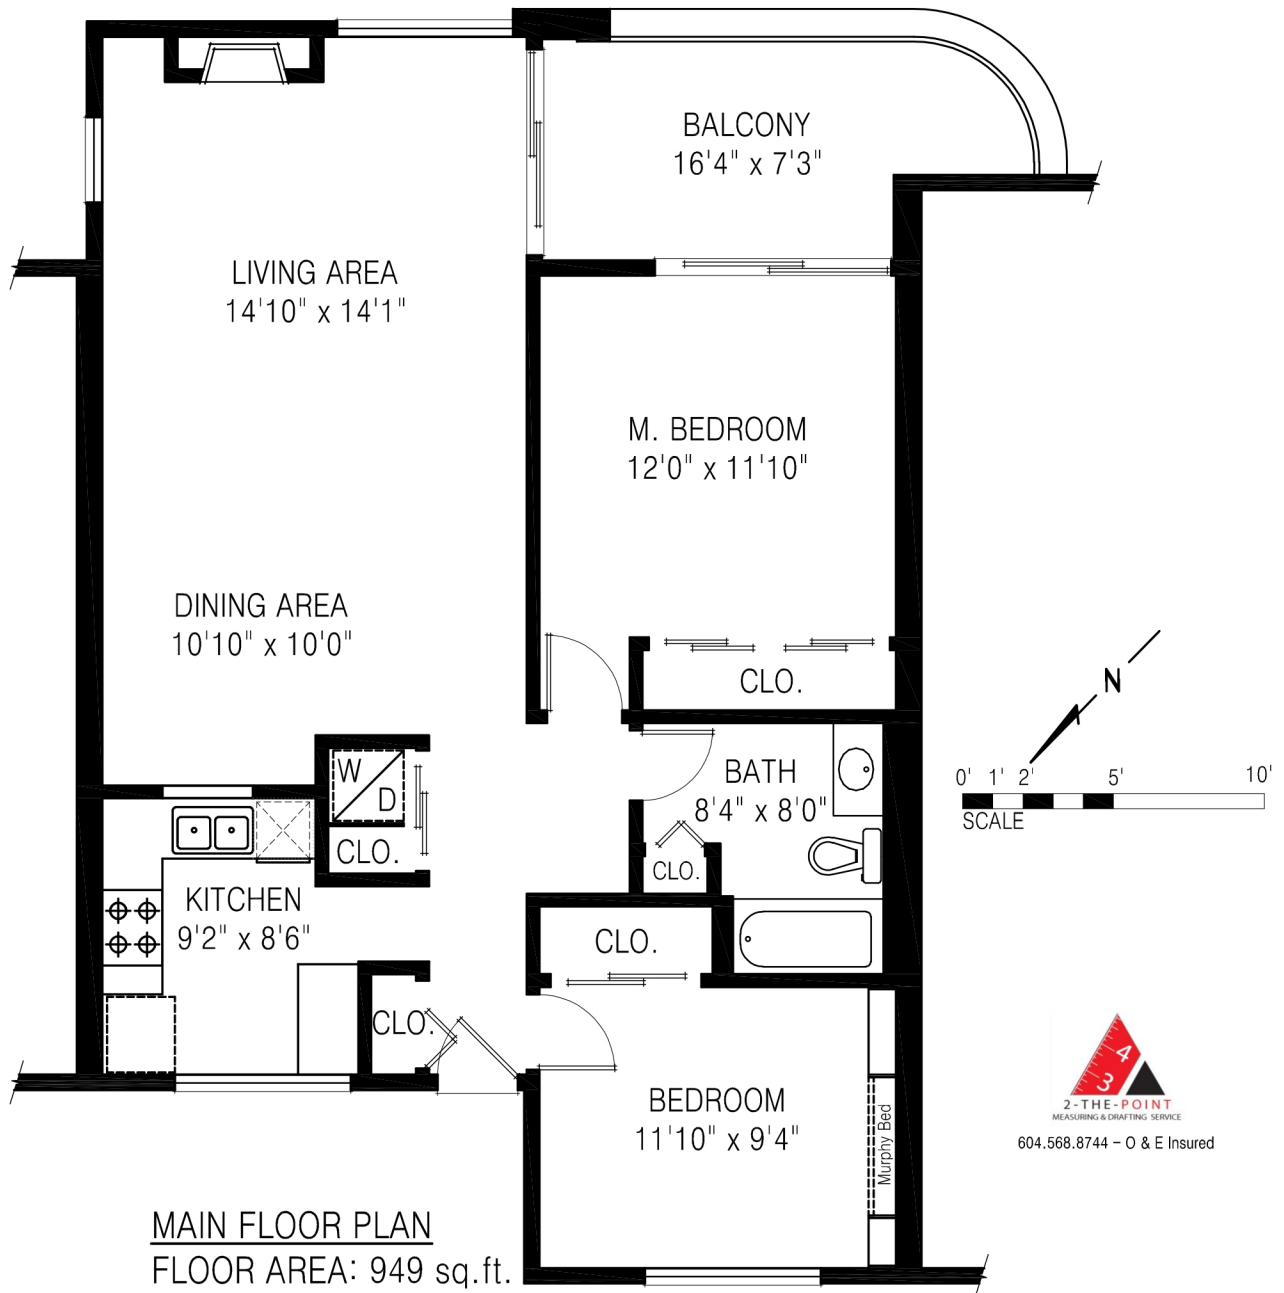 BALCONY
16'4" x 7'3"
LIVING AREA
14'10" x 14'1"
M. BEDROOM
12'0" x 11'10"
DINING AREA
10'10" x 10'0"
CLO.
N
W
D
BATH
8'4" x 8'0"
0' 1' 2' 5' 10'
SCALE
CLO.
CLO.
KITCHEN
9'2" x 8'6"
CLO.
CLO.
BEDROOM
11'10" x 9'4"
Murphy Bed
4
3
2-THE-POINT
MEASURING & DRAFTING SERVICE
604.568.8744 - O & E Insured
MAIN FLOOR PLAN
FLOOR AREA: 949 sq.ft.